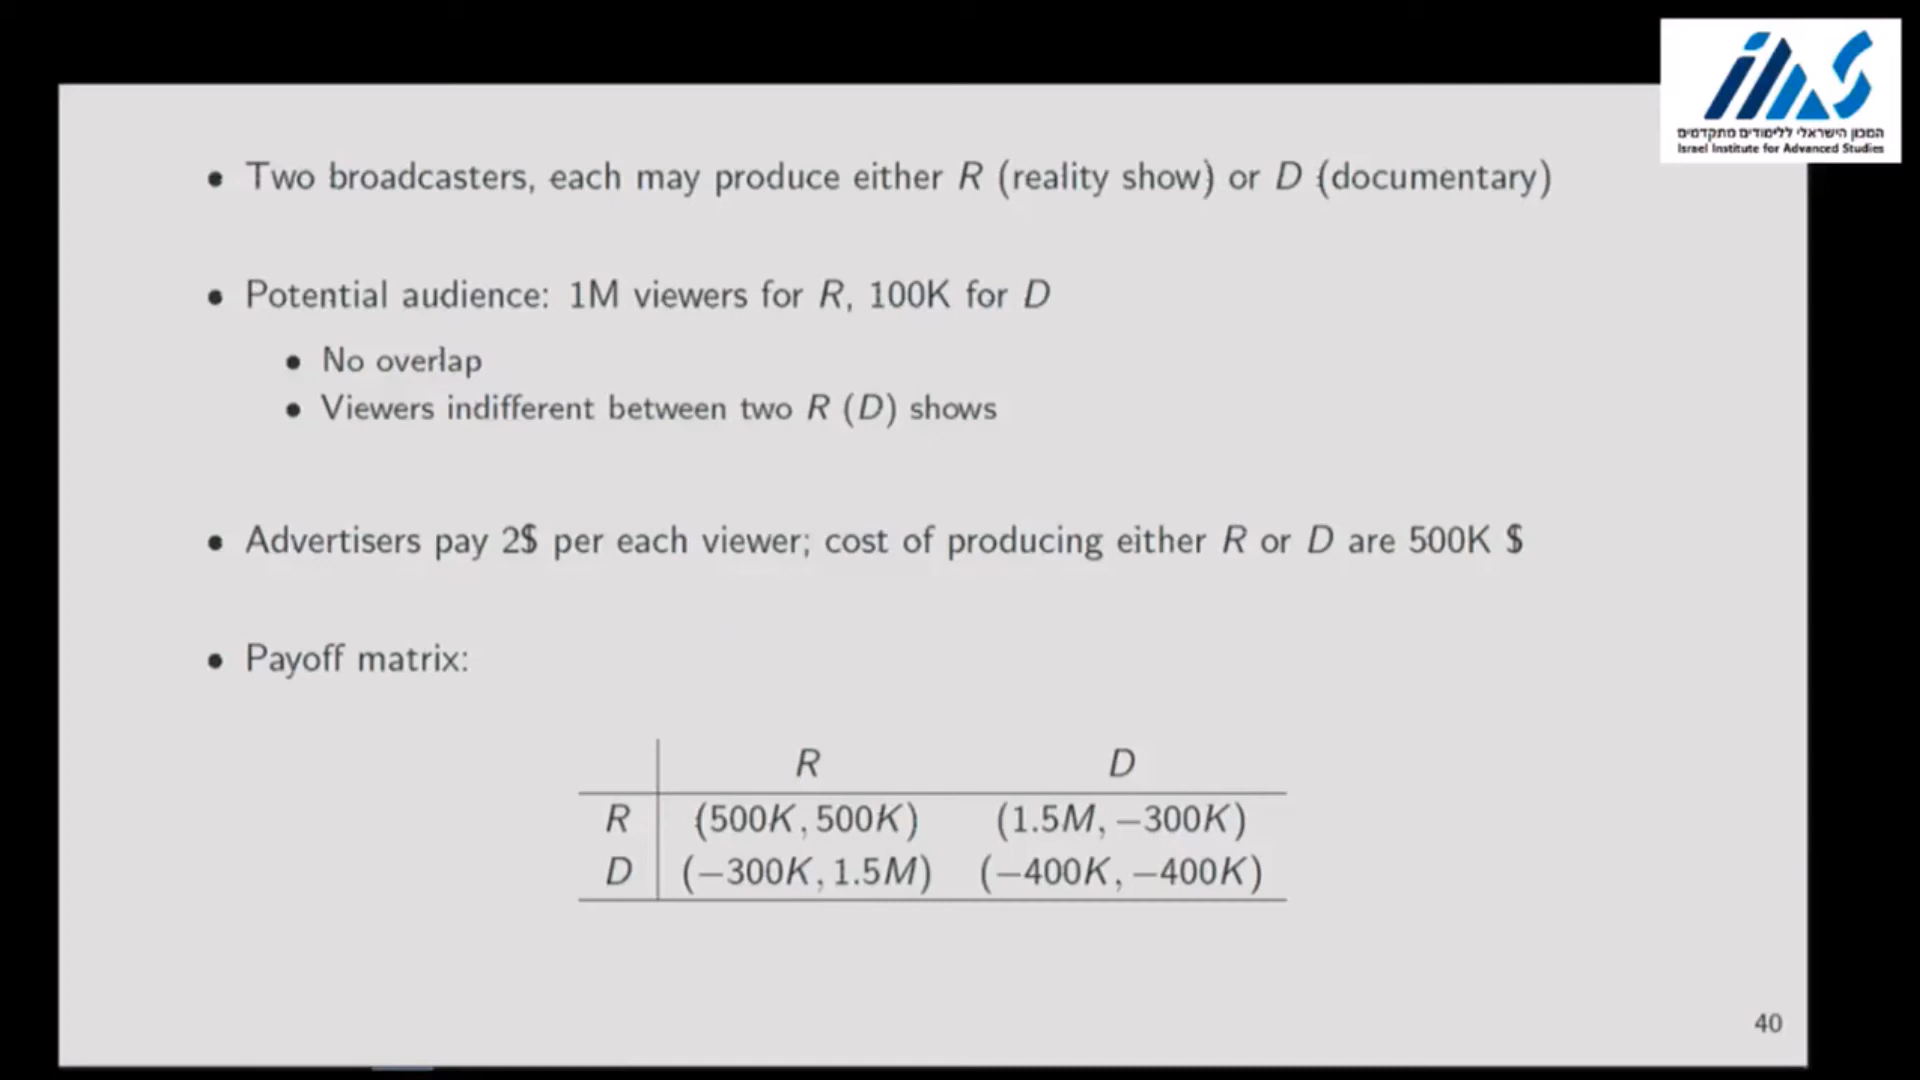 המכון הישראלי ללימודים מתקדמים
Israel Institute for Advanced Studies
• Two broadcasters, each may produce either R (reality show) or D (documentary)
• Potential audience: 1M viewers for R, 100K for D
• No overlap
• Viewers indifferent between two R (D) shows
• Advertisers pay 2$ per each viewer; cost of producing either R or D are 500K $
• Payoff matrix:
R D
R (500K, 500K) (1.5M, −300K)
D (−300K, 1.5M) (−400K, −400K)
40